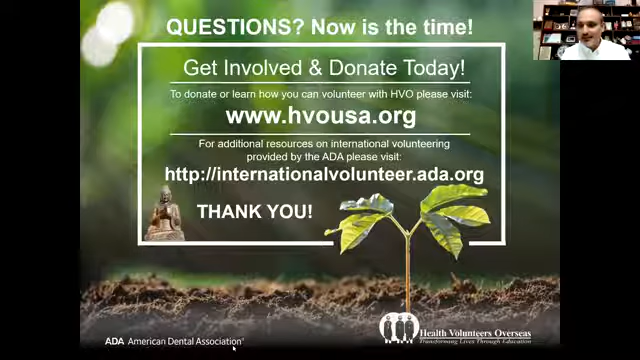 QUESTIONS? Now is the time!
Get Involved & Donate Today!
To donate or learn how you can volunteer with HVO please visit:
www.hvousa.org
For additional resources on international volunteering
provided by the ADA please visit:
http://internationalvolunteer.ada.org
THANK YOU!
ADA American Dental Association®
Health Volunteers Overseas
Transforming Lives Through Education